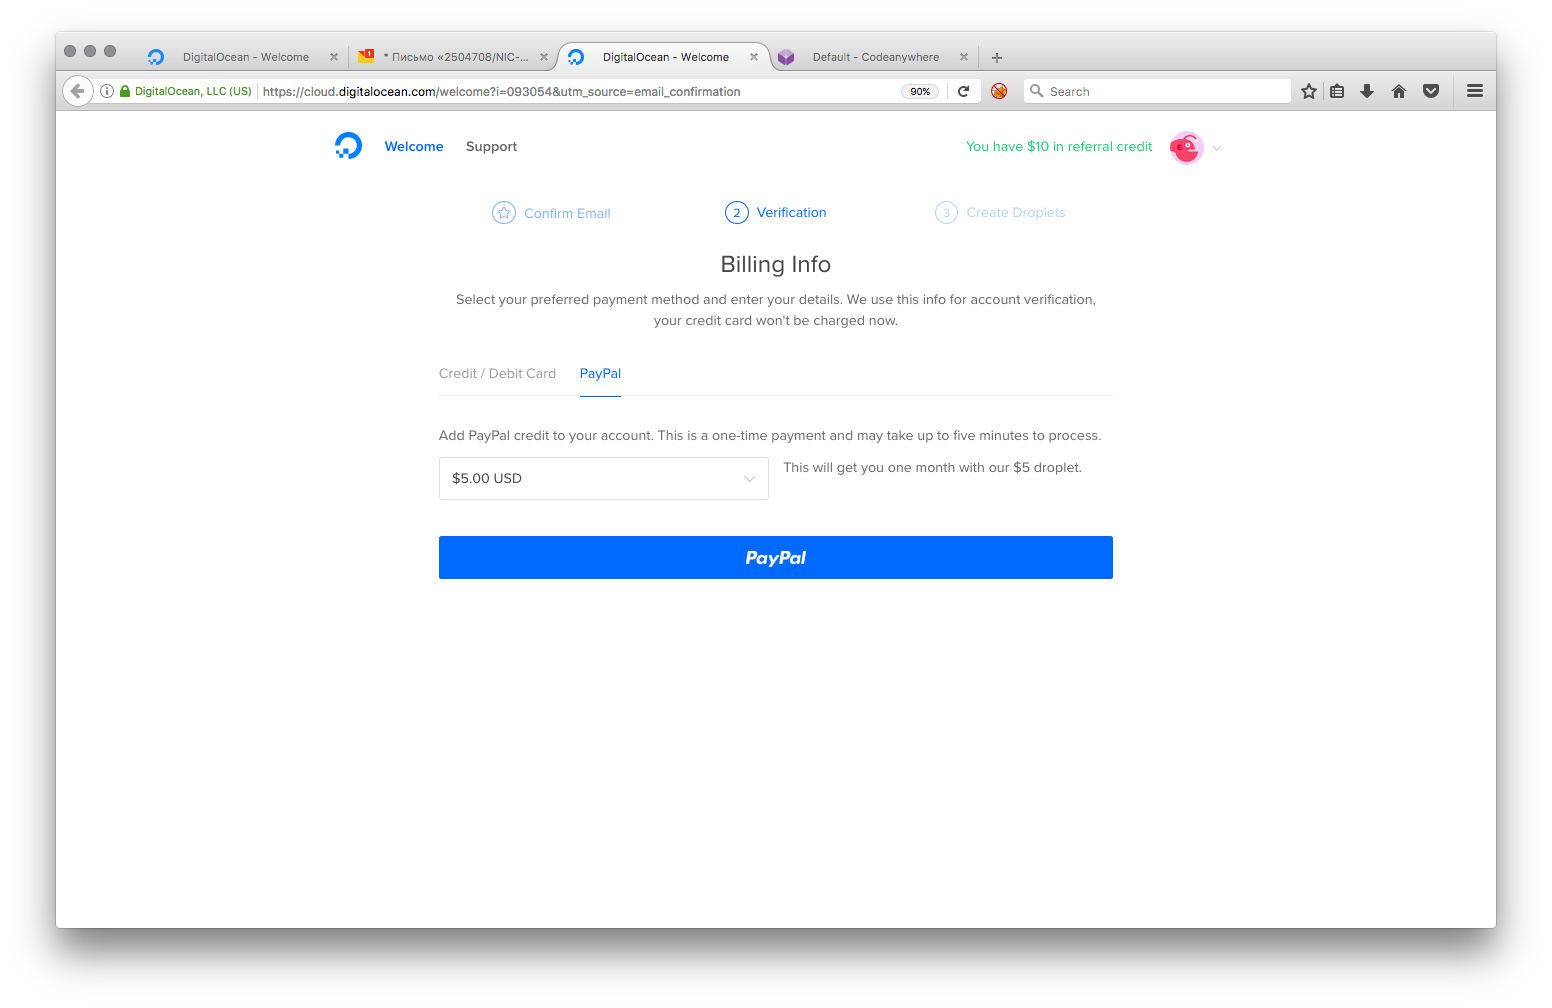 DigitalOcean - Welcome
* Письмо «2504708/NIC-...
DigitalOcean - Welcome
Default - Codeanywhere
DigitalOcean, LLC (US)
https://cloud.digitalocean.com/welcome?i=093054&utm_source=email_confirmation
90%
Search
Welcome
Support
You have $10 in referral credit
Confirm Email
2 Verification
3 Create Droplets
Billing Info
Select your preferred payment method and enter your details. We use this info for account verification,
your credit card won't be charged now.
Credit / Debit Card
PayPal
Add PayPal credit to your account. This is a one-time payment and may take up to five minutes to process.
$5.00 USD
This will get you one month with our $5 droplet.
PayPal